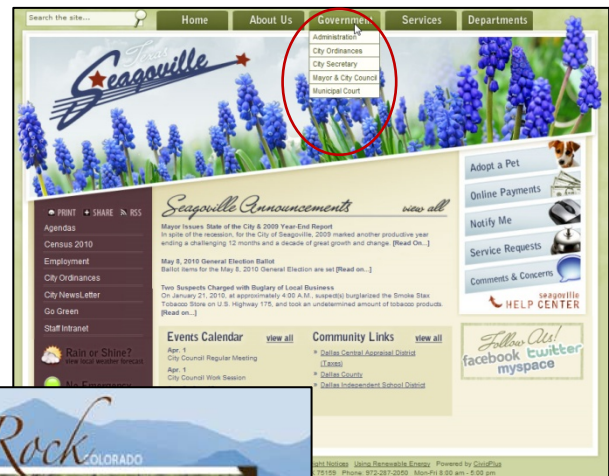 Search the site...
Home
About Us
Government
Services
Departments
Administration
City Ordinances
City Secretary
Mayor & City Council
Municipal Court
Texas
Seagoville
PRINT SHARE RSS
Agendas
Census 2010
Employment
City Ordinances
City NewsLetter
Go Green
Staff Intranet
Rain or Shine?
view local weather forecast
No Emergency
Seagoville Announcements view all
Mayor Issues State of the City & 2009 Year-End Report
In spite of the recession, for the City of Seagoville, 2009 marked another productive year
ending a challenging 12 months and a decade of great growth and change. [Read On...]
May 8, 2010 General Election Ballot
Ballot items for the May 8, 2010 General Election are set [Read on...]
Two Suspects Charged with Buglary of Local Business
On January 21, 2010, at approximately 4:00 A.M., suspect(s) burglarized the Smoke Stax
Tobacco Store on U.S. Highway 175, and took an undetermined amount of tobacco products.
[Read on...]
Events Calendar view all
Apr. 1
City Council Regular Meeting
Apr. 1
City Council Work Session
Community Links view all
» Dallas Central Appraisal District
(Taxes)
» Dallas County
» Dallas Independent School District
Adopt a Pet
Online Payments
Notify Me
Service Requests
Comments & Concerns
seagoville
HELP CENTER
Follow Us!
facebook twitter
myspace
Rock
COLORADO
Notices Using Renewable Energy Powered by CivicPlus
75159 Phone: 972-287-2050 Mon-Fri 8:00 am - 5:00 pm